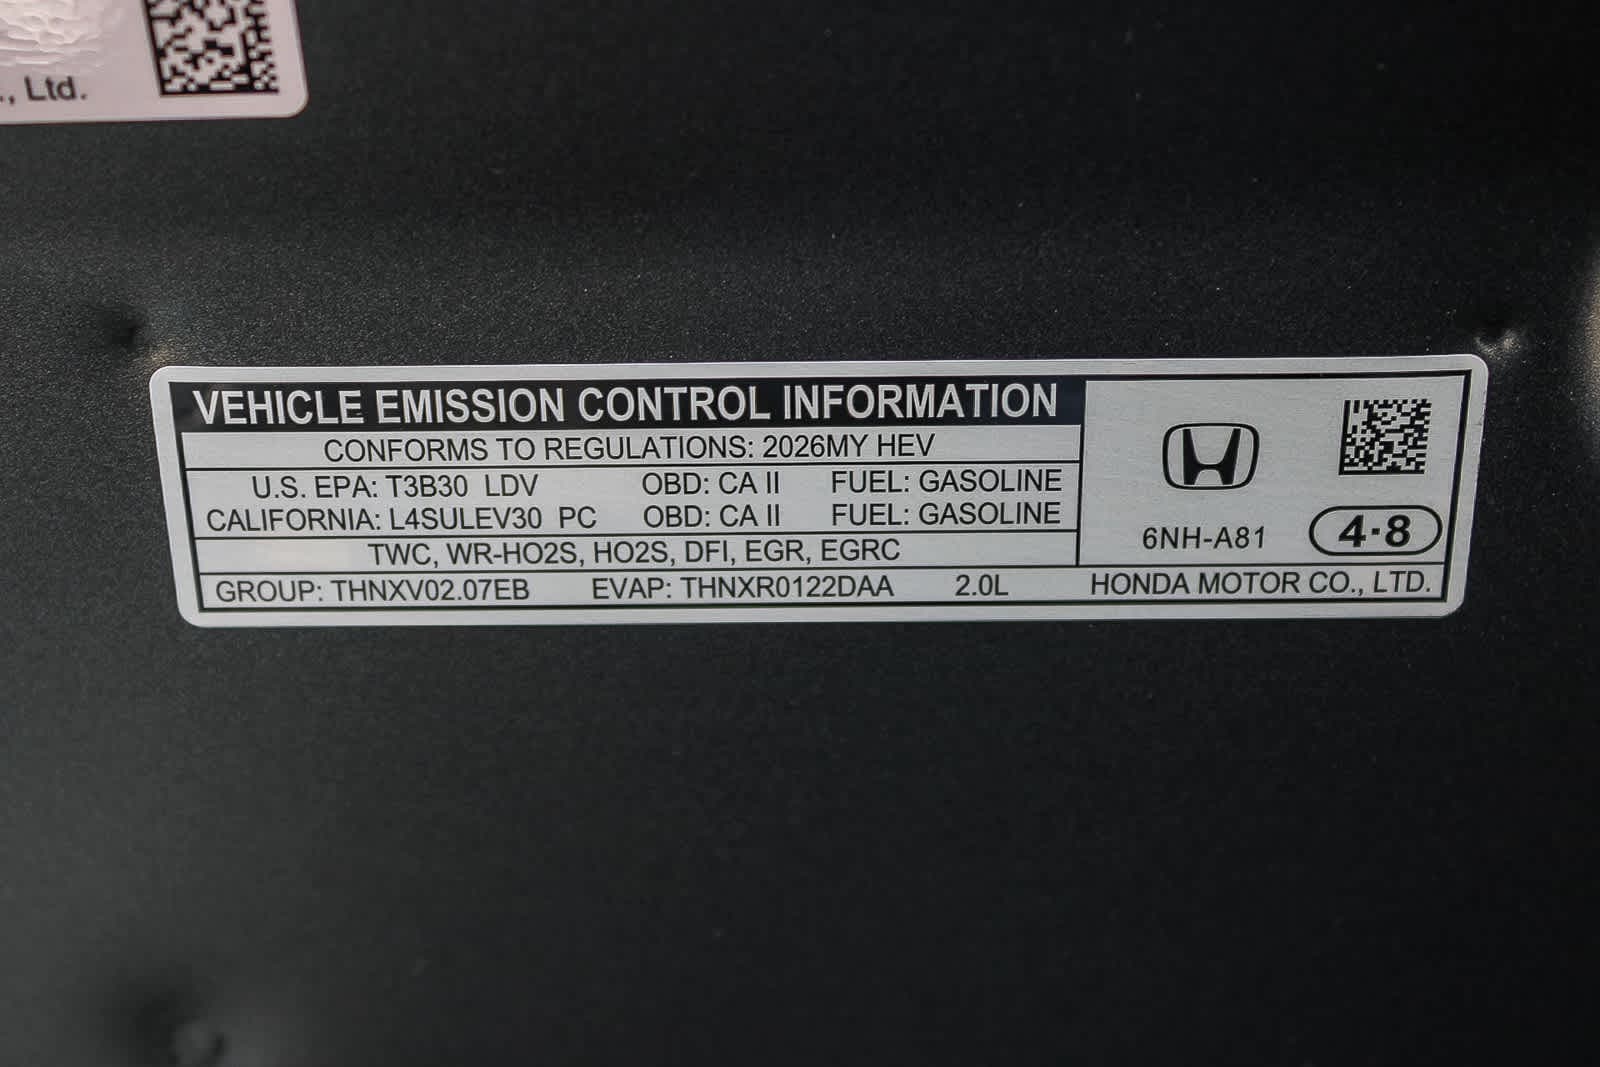 ., Ltd.
VEHICLE EMISSION CONTROL INFORMATION
CONFORMS TO REGULATIONS: 2026MY HEV
U.S. EPA: T3B30 LDV OBD: CA II FUEL: GASOLINE
CALIFORNIA: L4SULEV30 PC OBD: CA II FUEL: GASOLINE
TWC, WR-HO2S, HO2S, DFI, EGR, EGRC
6NH-A81 4·8
GROUP: THNXV02.07EB EVAP: THNXR0122DAA 2.0L HONDA MOTOR CO., LTD.